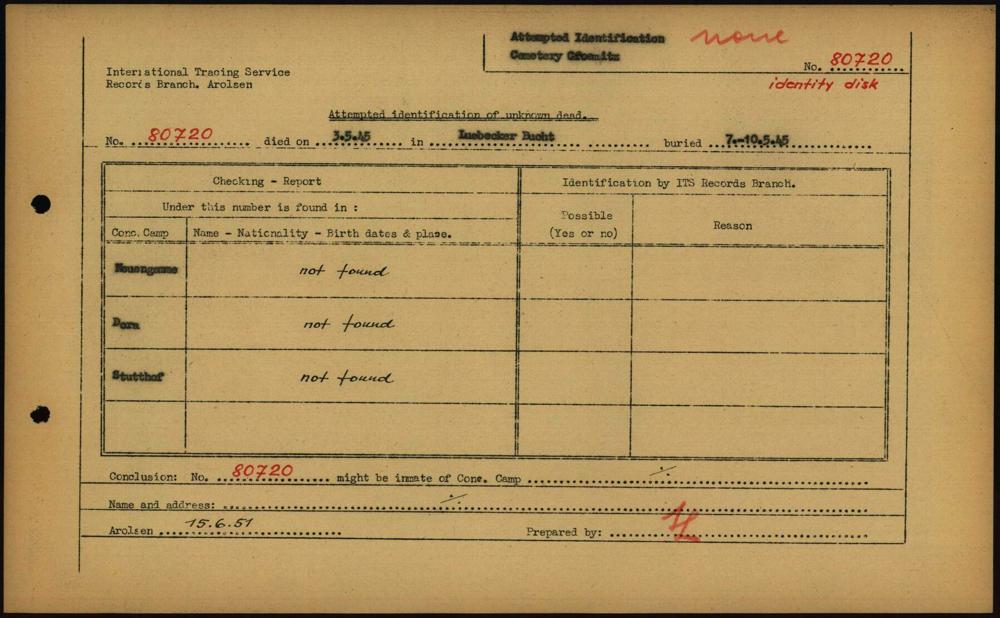 Attempted Identification none
Cemetery Groemitz
No. 80720
identity disk
International Tracing Service
Records Branch. Arolsen
Attempted identification of unknown dead.
No. 80720 died on 3.5.45 in Luebecker Bucht buried 7.-10.5.45
Checking - Report
Identification by ITS Records Branch.
Under this number is found in :
Possible
(Yes or no)
Reason
Conc. Camp
Name - Nationality - Birth dates & place.
Neuengamme
not found
Dora
not found
Stutthof
not found
Conclusion: No. 80720 might be inmate of Conc. Camp ./.
Name and address: ./.
Arolsen 15.6.51
Prepared by: